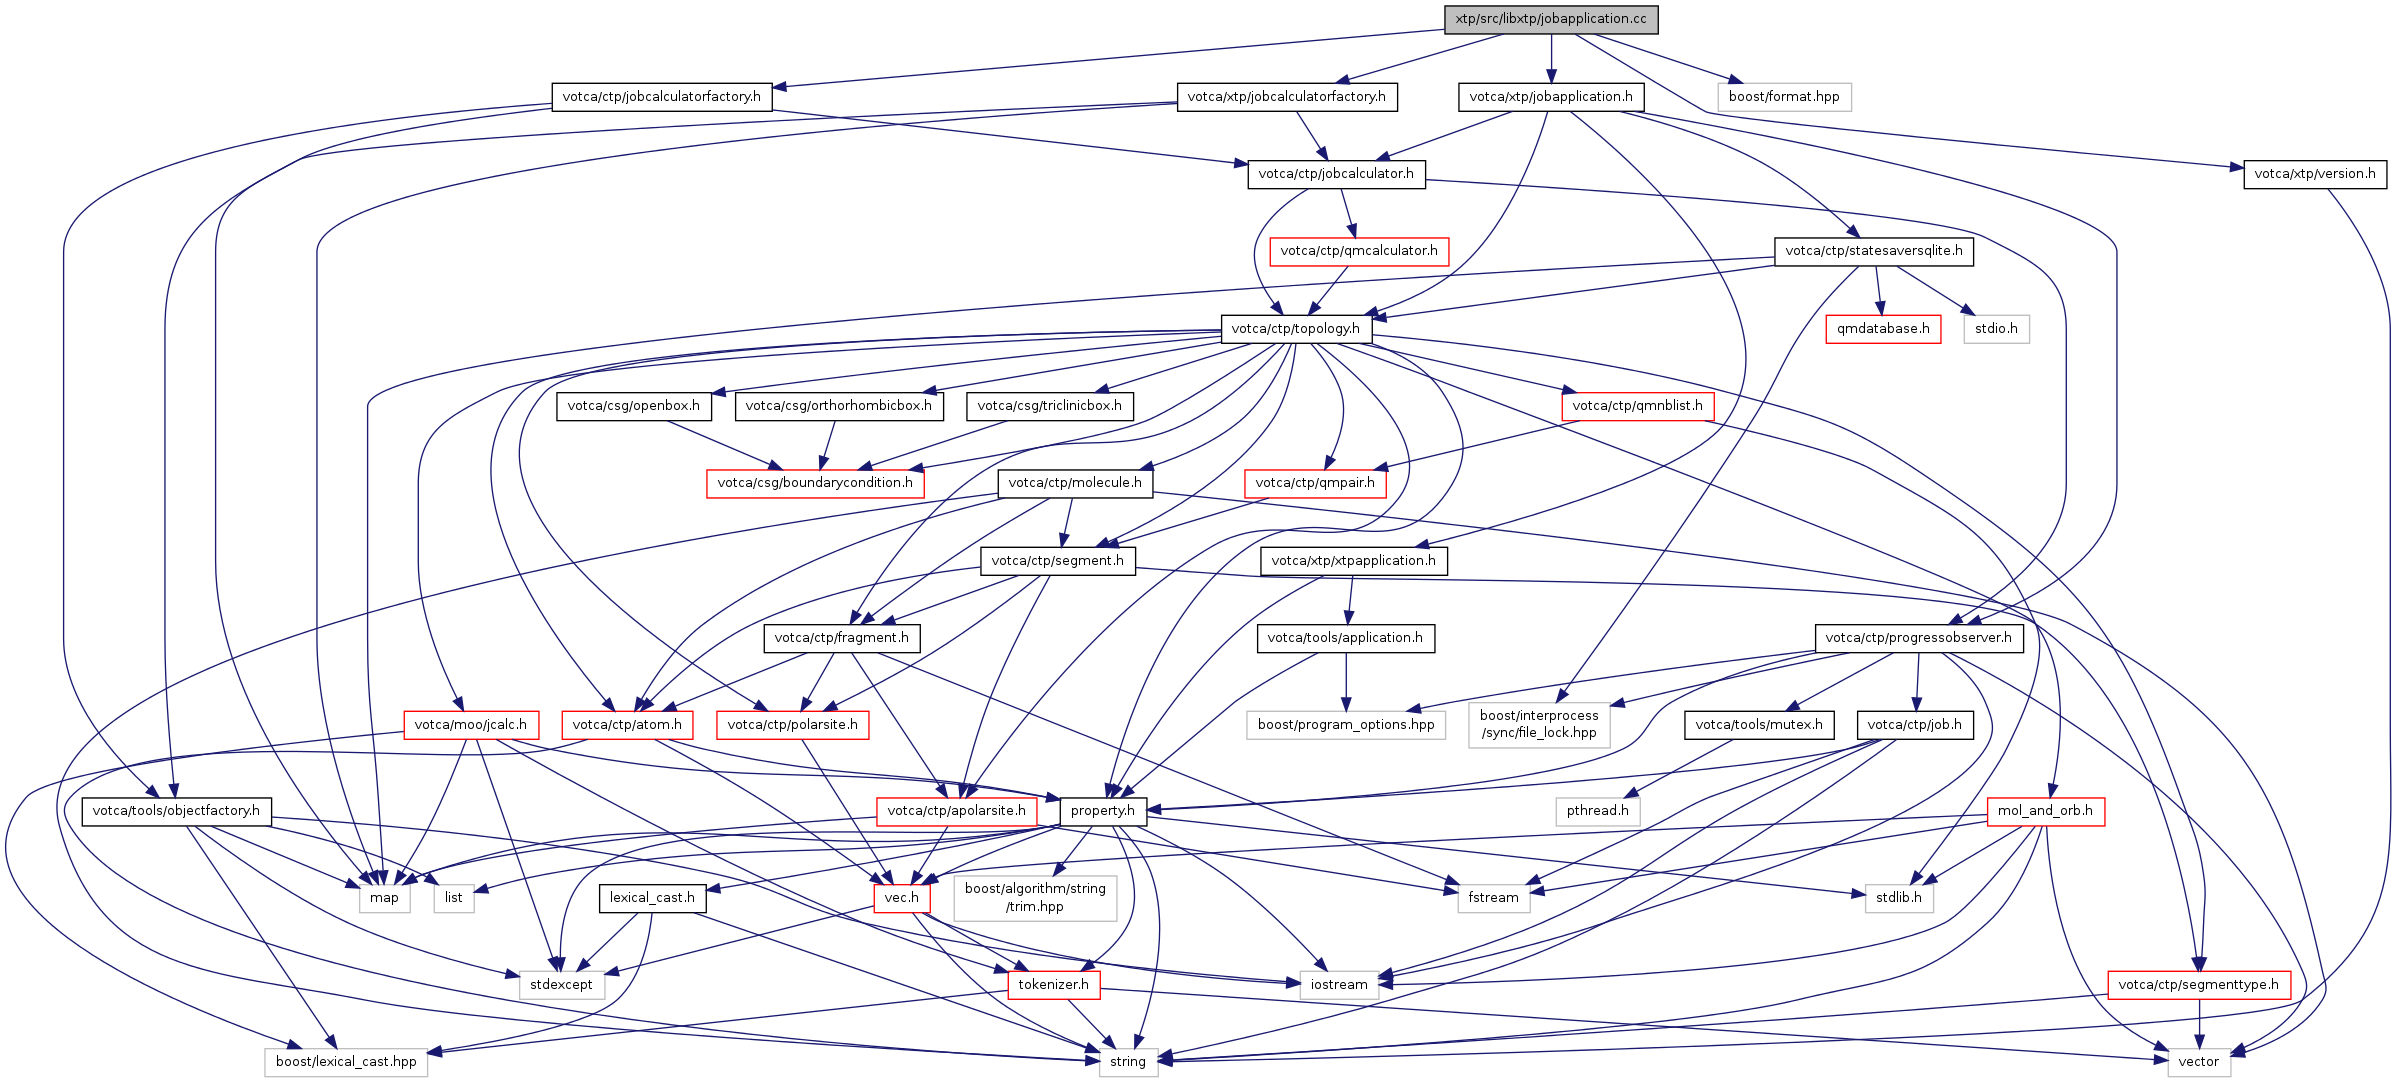 xtp/src/libxtp/jobapplication.cc
votca/ctp/jobcalculatorfactory.h
votca/xtp/jobcalculatorfactory.h
votca/xtp/jobapplication.h
boost/format.hpp
votca/ctp/jobcalculator.h
votca/xtp/version.h
votca/ctp/qmcalculator.h
votca/ctp/statesaversqlite.h
votca/ctp/topology.h
qmdatabase.h
stdio.h
votca/csg/openbox.h
votca/csg/orthorhombicbox.h
votca/csg/triclinicbox.h
votca/ctp/qmnblist.h
votca/csg/boundarycondition.h
votca/ctp/molecule.h
votca/ctp/qmpair.h
votca/ctp/segment.h
votca/xtp/xtpapplication.h
votca/ctp/fragment.h
votca/tools/application.h
votca/ctp/progressobserver.h
votca/moo/jcalc.h
votca/ctp/atom.h
votca/ctp/polarsite.h
boost/program_options.hpp
boost/interprocess
/sync/file_lock.hpp
votca/tools/mutex.h
votca/ctp/job.h
votca/tools/objectfactory.h
votca/ctp/apolarsite.h
property.h
pthread.h
mol_and_orb.h
map
list
lexical_cast.h
vec.h
boost/algorithm/string
/trim.hpp
fstream
stdlib.h
stdexcept
tokenizer.h
iostream
votca/ctp/segmenttype.h
boost/lexical_cast.hpp
string
vector